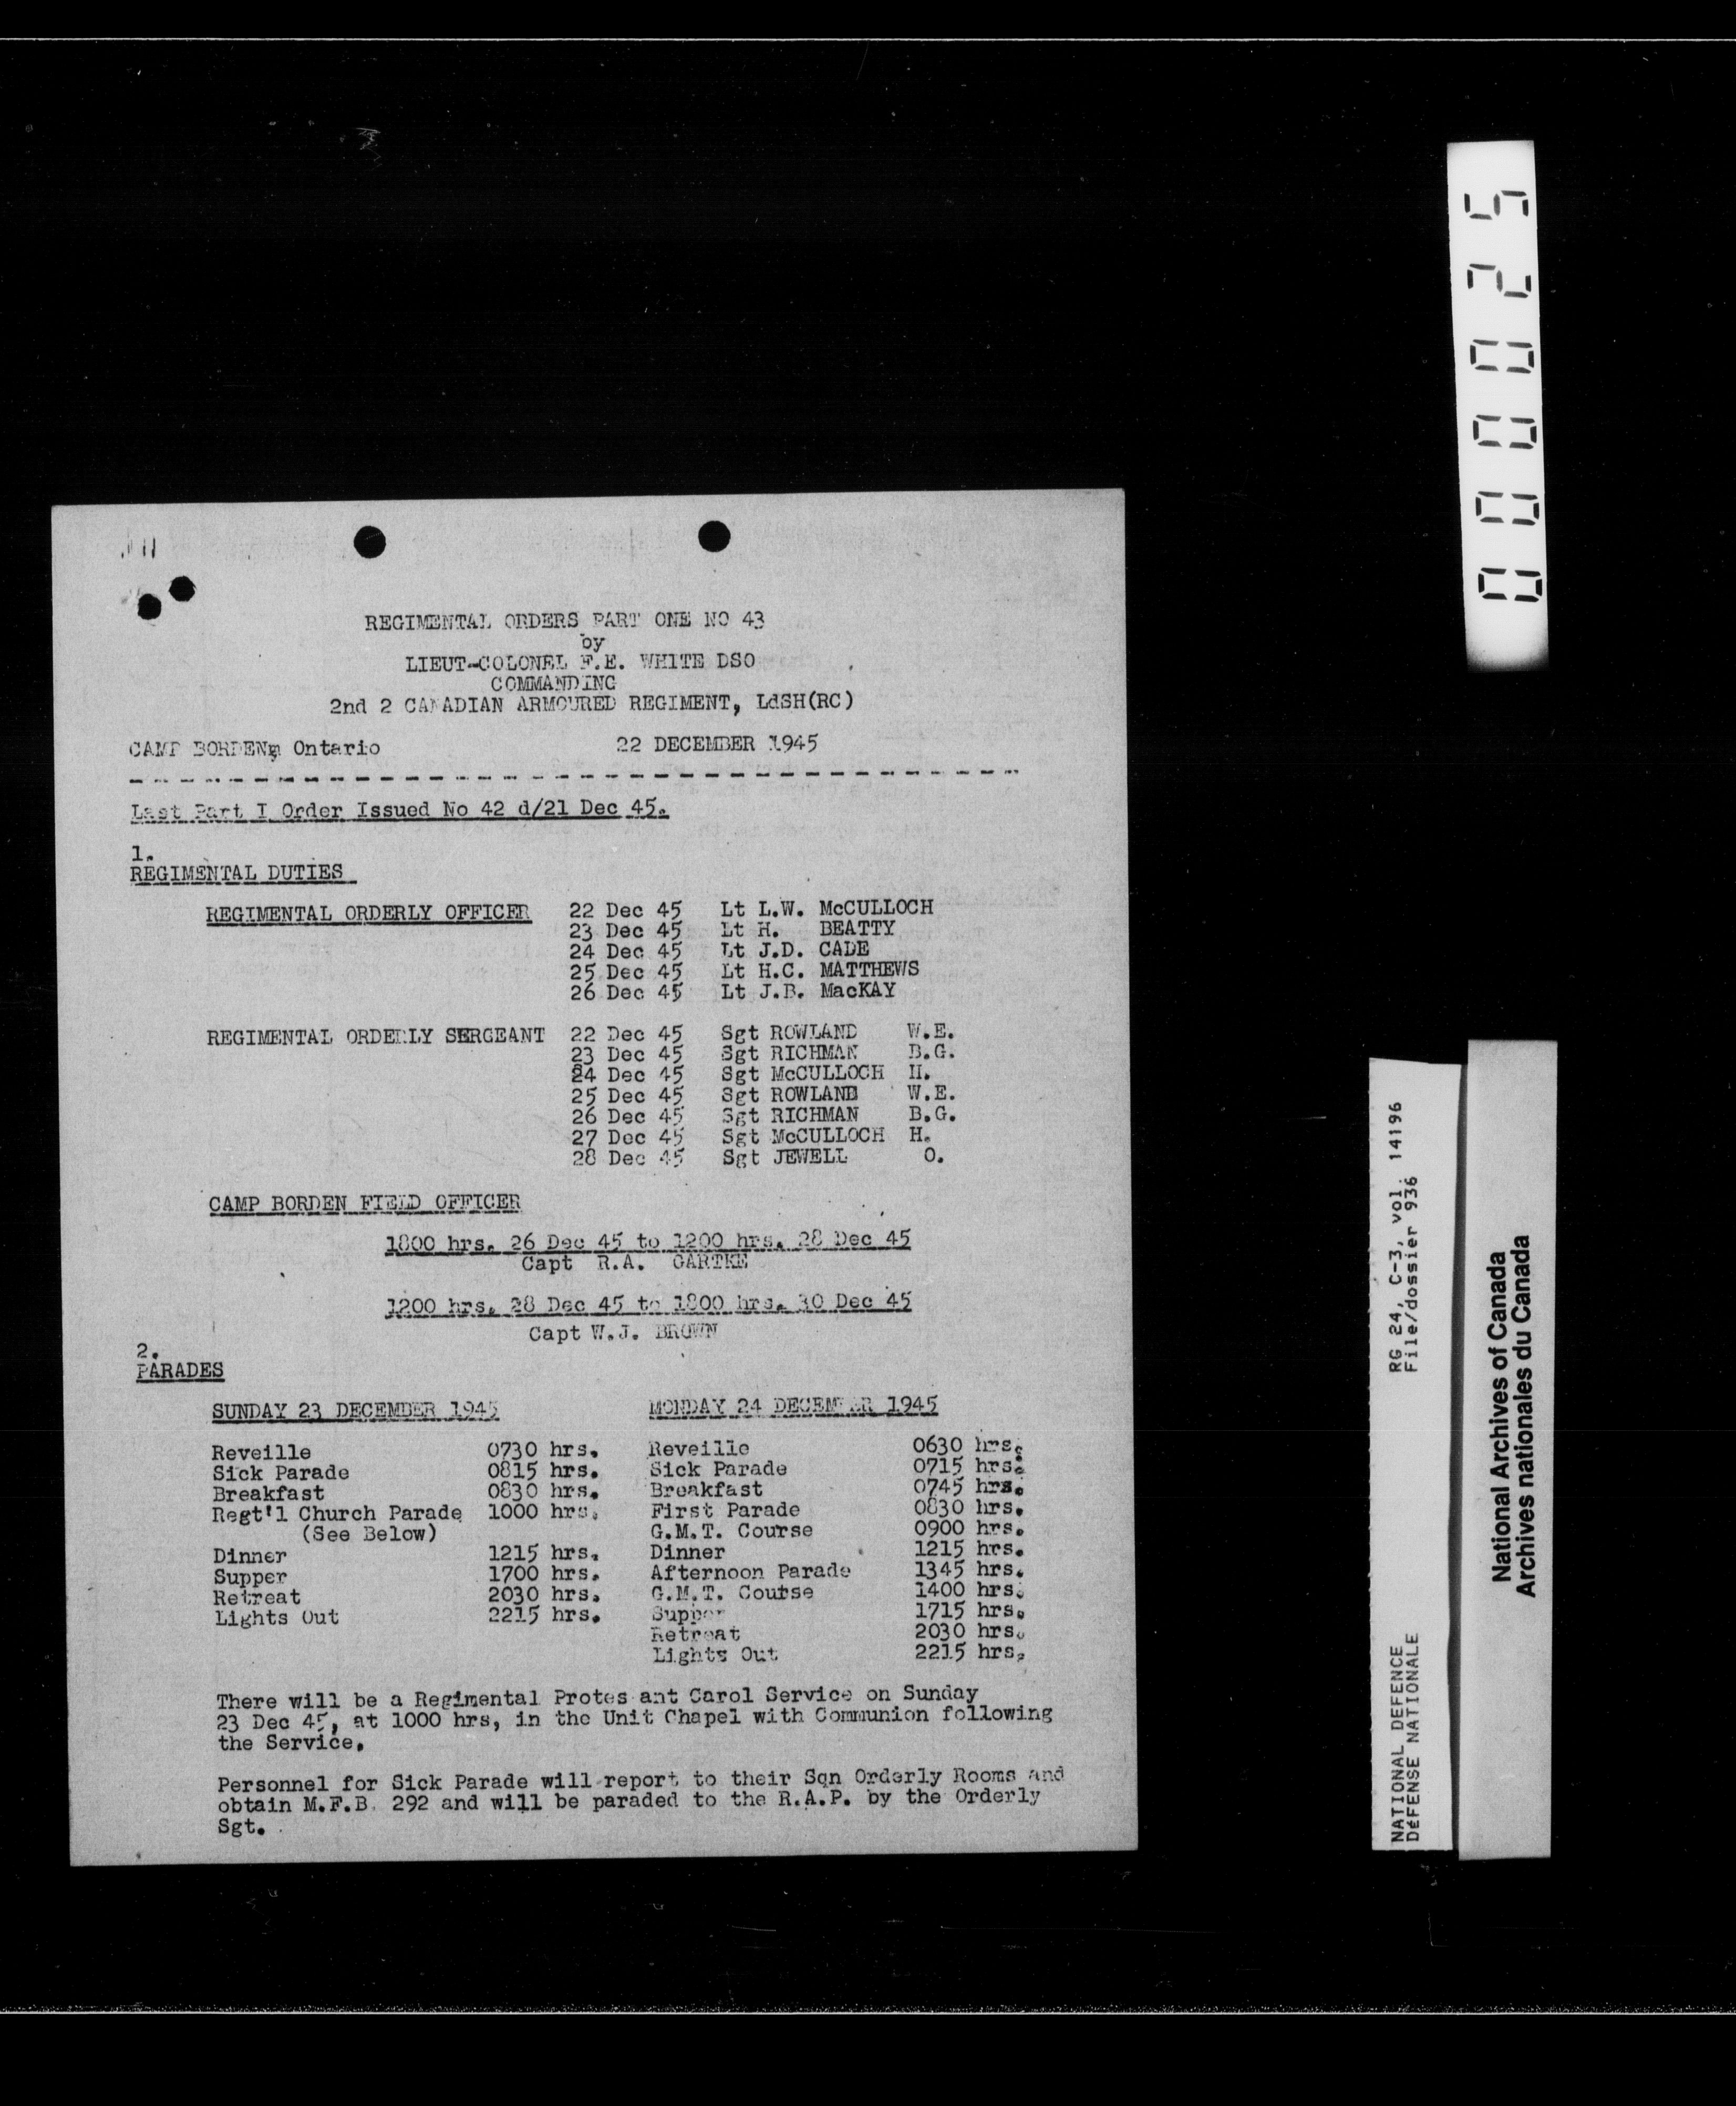 REGIMENTAL ORDERS PART ONE NO 43
by
LIEUT-COLONEL F.E. WHITE DSO
COMMANDING
2nd 2 CANADIAN ARMOURED REGIMENT, LdSH(RC)
CAMP BORDEN, Ontario 22 DECEMBER 1945
Last Part I Order Issued No 42 d/21 Dec 45.
1.
REGIMENTAL DUTIES
REGIMENTAL ORDERLY OFFICER 22 Dec 45 Lt L.W. McCULLOCH
23 Dec 45 Lt H. BEATTY
24 Dec 45 Lt J.D. CADE
25 Dec 45 Lt H.C. MATTHEWS
26 Dec 45 Lt J.B. MacKAY
REGIMENTAL ORDERLY SERGEANT 22 Dec 45 Sgt ROWLAND W.E.
23 Dec 45 Sgt RICHMAN B.G.
24 Dec 45 Sgt McCULLOCH H.
25 Dec 45 Sgt ROWLAND W.E.
26 Dec 45 Sgt RICHMAN B.G.
27 Dec 45 Sgt McCULLOCH H.
28 Dec 45 Sgt JEWELL O.
CAMP BORDEN FIELD OFFICER
1800 hrs. 26 Dec 45 to 1200 hrs. 28 Dec 45
Capt R.A. GARTKE
1200 hrs. 28 Dec 45 to 1800 hrs. 30 Dec 45
Capt W.J. BROWN
2.
PARADES
SUNDAY 23 DECEMBER 1945 MONDAY 24 DECEMBER 1945
Reveille 0730 hrs. Reveille 0630 hrs.
Sick Parade 0815 hrs. Sick Parade 0715 hrs.
Breakfast 0830 hrs. Breakfast 0745 hrs.
Regt'l Church Parade 1000 hrs. First Parade 0830 hrs.
(See Below) G.M.T. Course 0900 hrs.
Dinner 1215 hrs. Dinner 1215 hrs.
Supper 1700 hrs. Afternoon Parade 1345 hrs.
Retreat 2030 hrs. G.M.T. Course 1400 hrs.
Lights Out 2215 hrs. Supper 1715 hrs.
Retreat 2030 hrs.
Lights Out 2215 hrs.
There will be a Regimental Protes ant Carol Service on Sunday
23 Dec 45, at 1000 hrs, in the Unit Chapel with Communion following
the Service.
Personnel for Sick Parade will report to their Sqn Orderly Rooms and
obtain M.F.B. 292 and will be paraded to the R.A.P. by the Orderly
Sgt.
000025
NATIONAL DEFENCE RG 24, C-3, vol. 14196
DéFENSE NATIONALE File/dossier 936
National Archives of Canada
Archives nationales du Canada